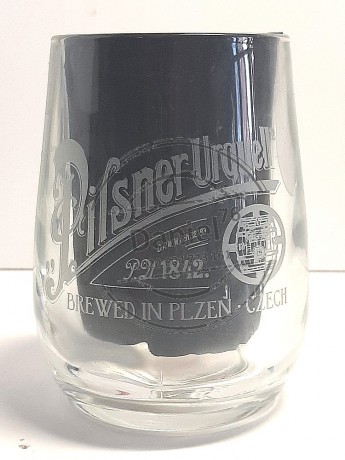 Pilsner Urquell
P.U. 1842.
BREWED IN PLZEN · CZECH